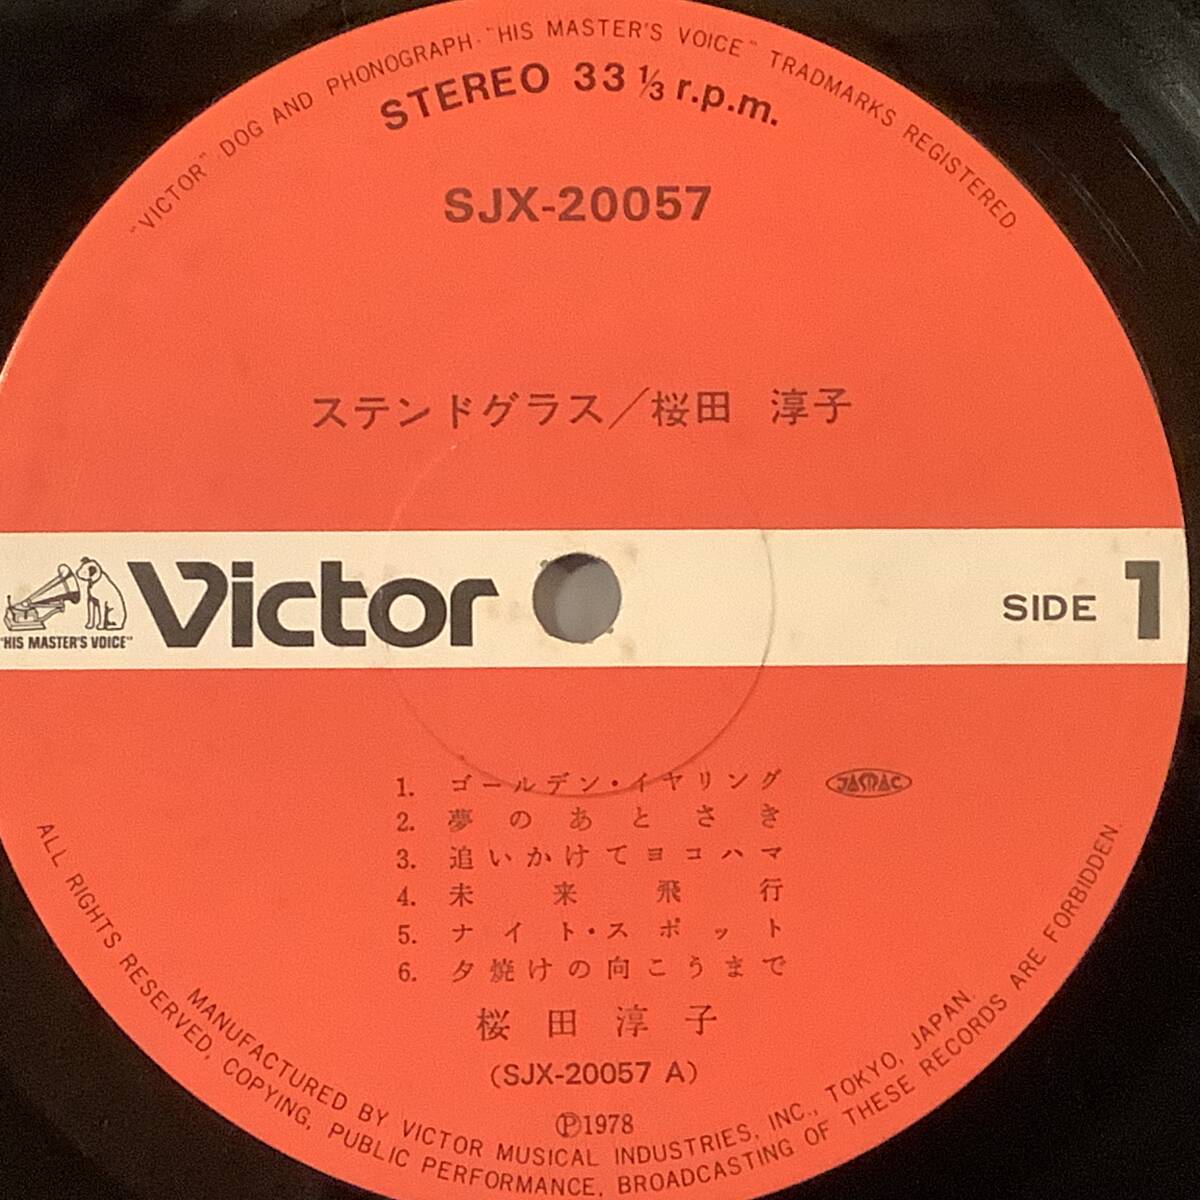 "VICTOR" DOG AND PHONOGRAPH·"HIS MASTER'S VOICE" TRADMARKS REGISTERED.
STEREO 33 1/3 r.p.m.
SJX-20057
ステンドグラス／桜田 淳子
"HIS MASTER'S VOICE"
Victor
SIDE 1
1. ゴールデン・イヤリング
JASRAC
2. 夢のあとさき
3. 追いかけてヨコハマ
4. 未来飛行
5. ナイト・スポット
6. 夕焼けの向こうまで
桜田淳子
(SJX-20057 A)
Ⓟ1978
MANUFACTURED BY VICTOR MUSICAL INDUSTRIES, INC., TOKYO, JAPAN.
ALL RIGHTS RESERVED, COPYING, PUBLIC PERFORMANCE, BROADCASTING OF THESE RECORDS ARE FORBIDDEN.